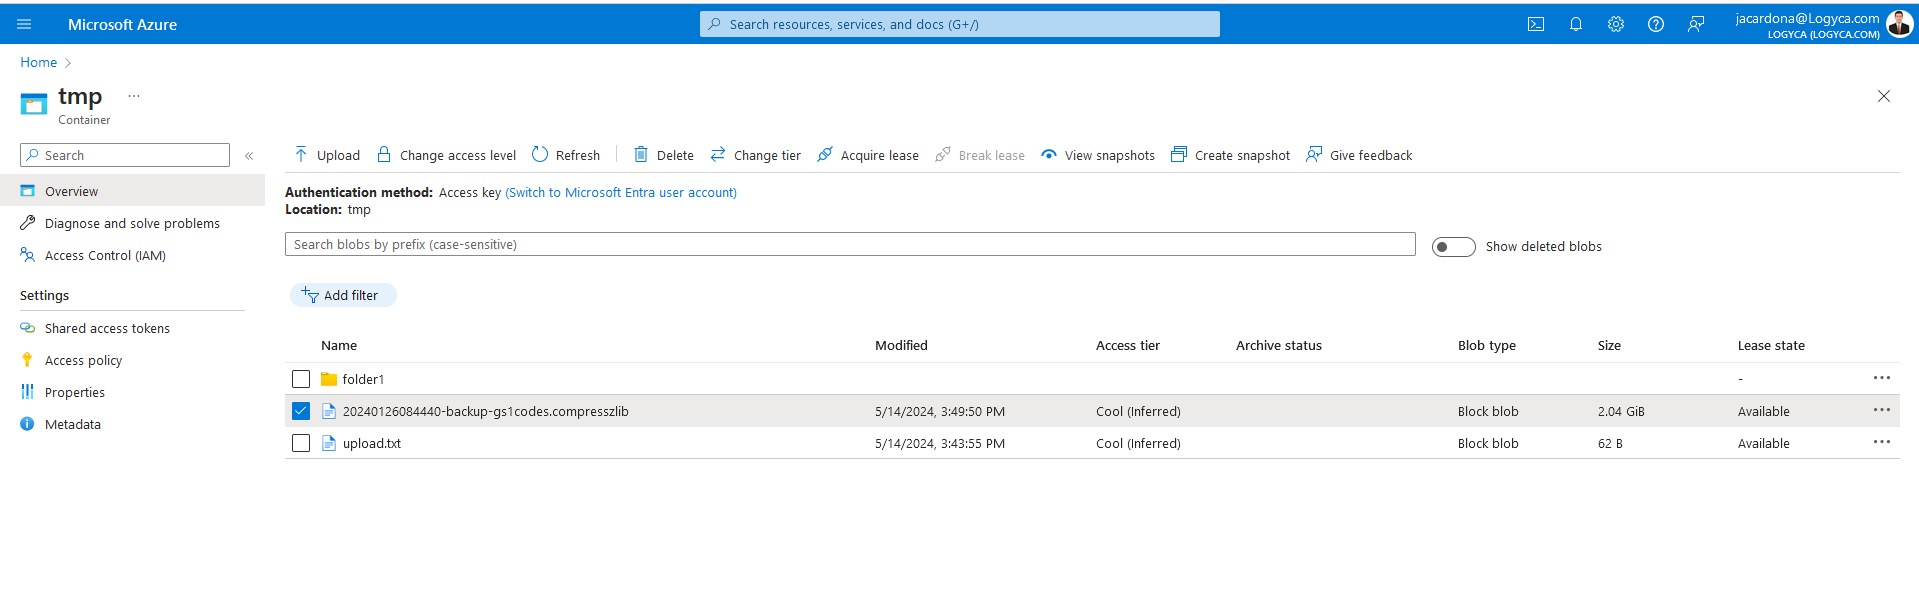 Microsoft Azure
Search resources, services, and docs (G+/)
jacardona@Logyca.com
LOGYCA (LOGYCA.COM)
Home
tmp
Container
Search
Upload Change access level Refresh Delete Change tier Acquire lease Break lease View snapshots Create snapshot Give feedback
Overview
Diagnose and solve problems
Access Control (IAM)
Settings
Shared access tokens
Access policy
Properties
Metadata
Authentication method: Access key (Switch to Microsoft Entra user account)
Location: tmp
Search blobs by prefix (case-sensitive)
Show deleted blobs
Add filter
Name Modified Access tier Archive status Blob type Size Lease state
folder1 -
20240126084440-backup-gs1codes.compresszlib 5/14/2024, 3:49:50 PM Cool (Inferred) Block blob 2.04 GiB Available
upload.txt 5/14/2024, 3:43:55 PM Cool (Inferred) Block blob 62 B Available